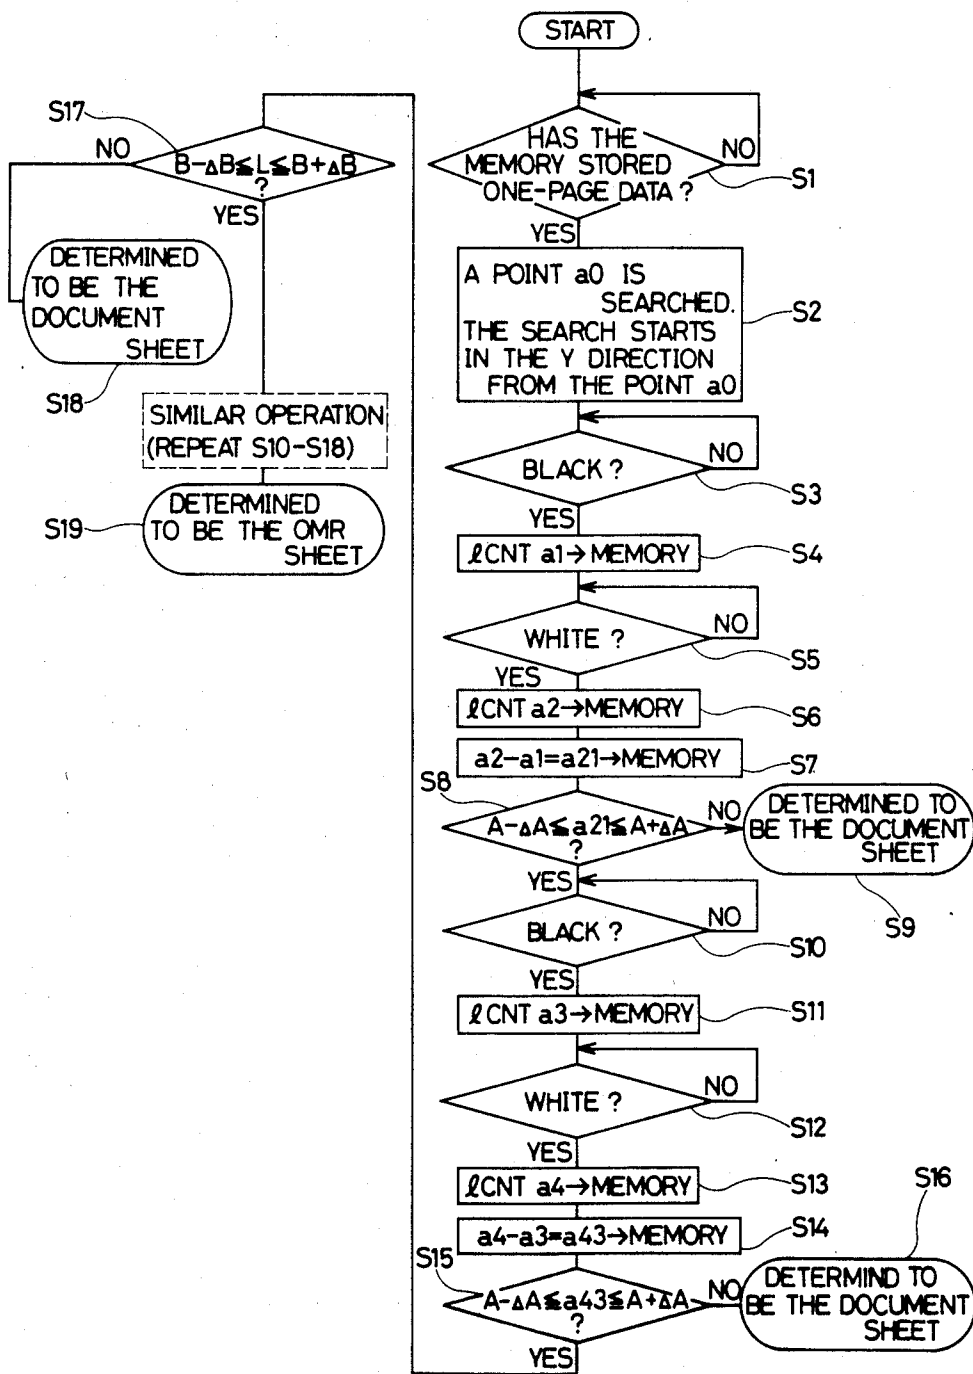 START
HAS THE
MEMORY STORED
ONE-PAGE DATA?
NO
S1
YES
A POINT a0 IS
SEARCHED.
THE SEARCH STARTS
IN THE Y DIRECTION
FROM THE POINT a0
S2
BLACK?
NO
S3
YES
ℓCNT a1→MEMORY
S4
WHITE?
NO
S5
YES
ℓCNT a2→MEMORY
S6
a2-a1=a21→MEMORY
S7
S8
A-ΔA≦a21≦A+ΔA
?
NO
DETERMINED TO
BE THE DOCUMENT
SHEET
S9
YES
BLACK?
NO
S10
YES
ℓCNT a3→MEMORY
S11
WHITE?
NO
S12
YES
ℓCNT a4→MEMORY
S13
a4-a3=a43→MEMORY
S14
S15
A-ΔA≦a43≦A+ΔA
?
NO
S16
DETERMIND TO
BE THE DOCUMENT
SHEET
YES
S17
NO
B-ΔB≦L≦B+ΔB
?
YES
DETERMINED
TO BE THE
DOCUMENT
SHEET
S18
SIMILAR OPERATION
(REPEAT S10-S18)
S19
DETERMINED
TO BE THE OMR
SHEET